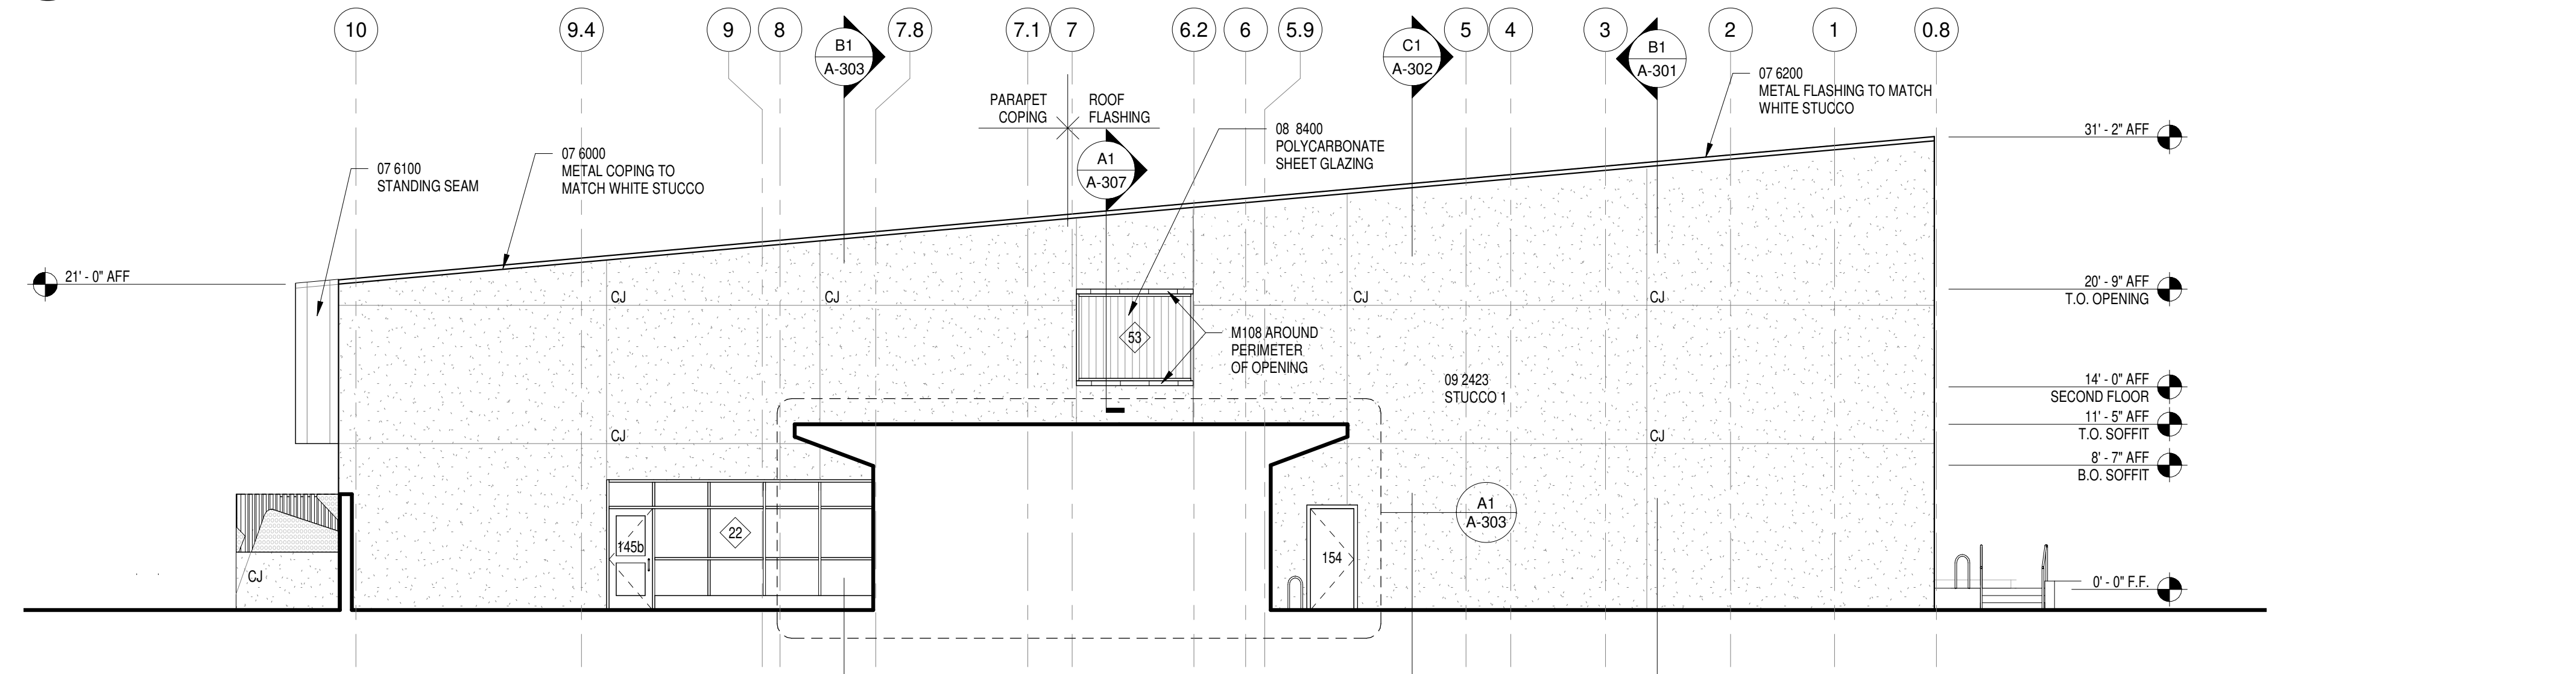 10
9.4
9
8
B1
A-303
7.8
7.1
7
6.2
6
5.9
C1
A-302
5
4
3
B1
A-301
2
1
0.8
07 6200
METAL FLASHING TO MATCH
WHITE STUCCO
PARAPET
COPING
ROOF
FLASHING
08 8400
POLYCARBONATE
SHEET GLAZING
31' - 2" AFF
07 6100
STANDING SEAM
07 6000
METAL COPING TO
MATCH WHITE STUCCO
A1
A-307
21' - 0" AFF
20' - 9" AFF
T.O. OPENING
CJ
CJ
CJ
CJ
53
M108 AROUND
PERIMETER
OF OPENING
09 2423
STUCCO 1
14' - 0" AFF
SECOND FLOOR
11' - 5" AFF
T.O. SOFFIT
CJ
CJ
8' - 7" AFF
B.O. SOFFIT
A1
A-303
22
145b
154
CJ
0' - 0" F.F.